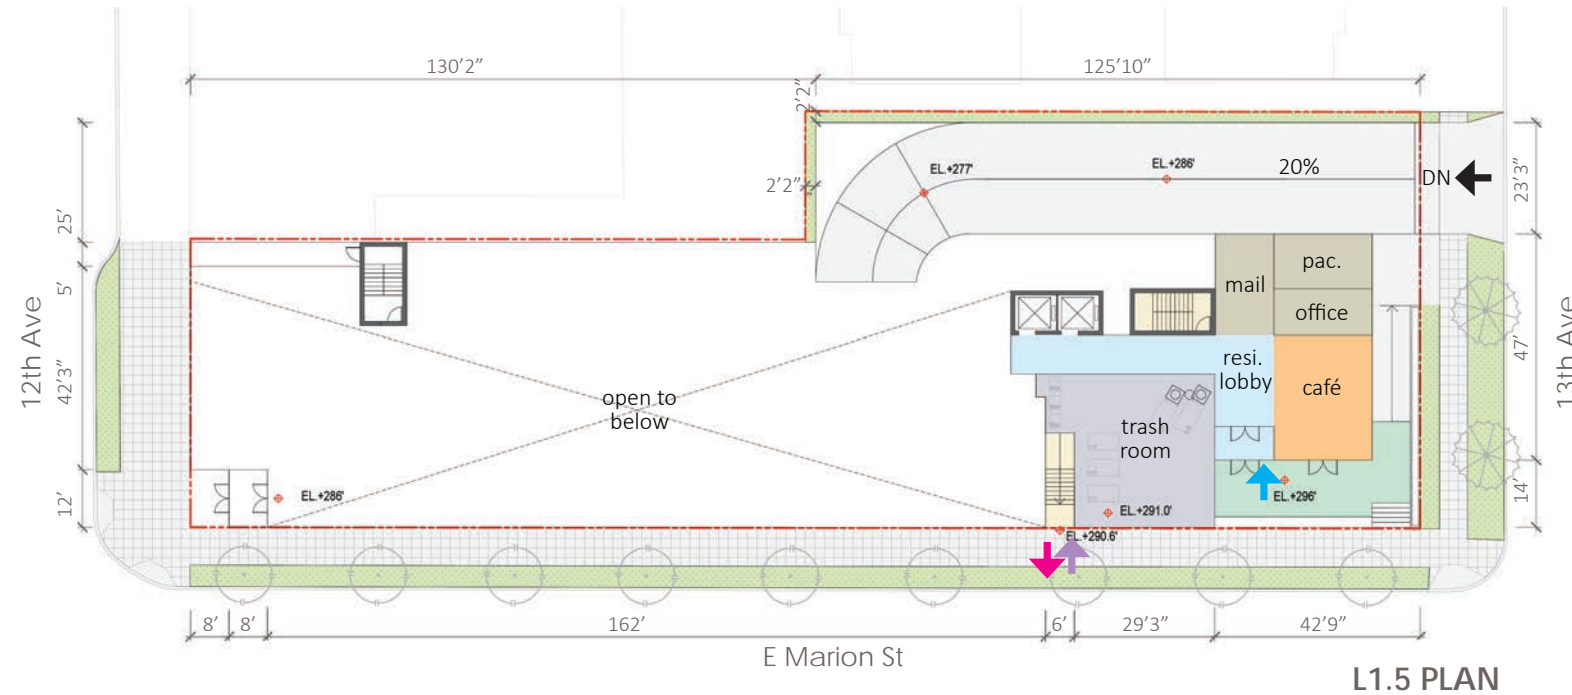 130’2”
125’10”
2’2”
EL.+277'
EL.+286'
20%
DN
23’3”
2’2”
25’
5’
42’3”
12’
12th Ave
mail
pac.
office
resi.
lobby
café
47’
14’
13th Ave
open to
below
trash
room
EL.+286'
EL.+291.0'
EL.+296'
EL.+290.6'
8’
8’
162’
6’
29’3”
42’9”
E Marion St
L1.5 PLAN